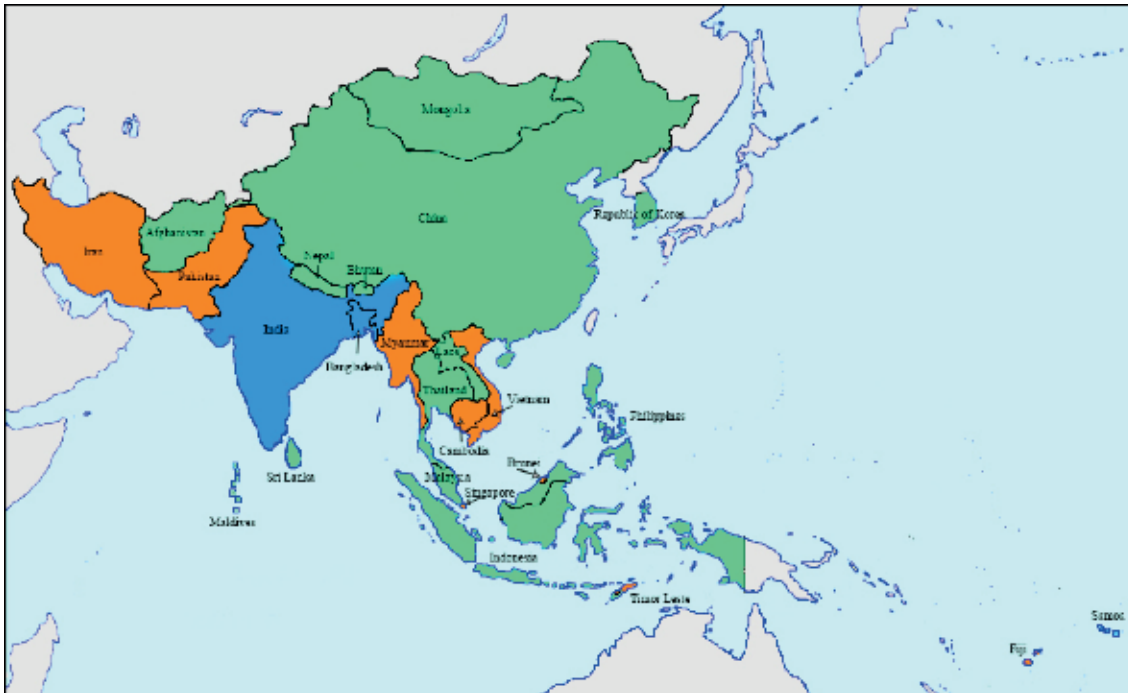 Mongolia
China
Republic of Korea
Afghanistan
Iran
Pakistan
Nepal
Bhutan
India
Bangladesh
Myanmar
Laos
Thailand
Vietnam
Cambodia
Philippines
Sri Lanka
Maldives
Malaysia
Brunei
Singapore
Indonesia
Timor Leste
Samoa
Fiji